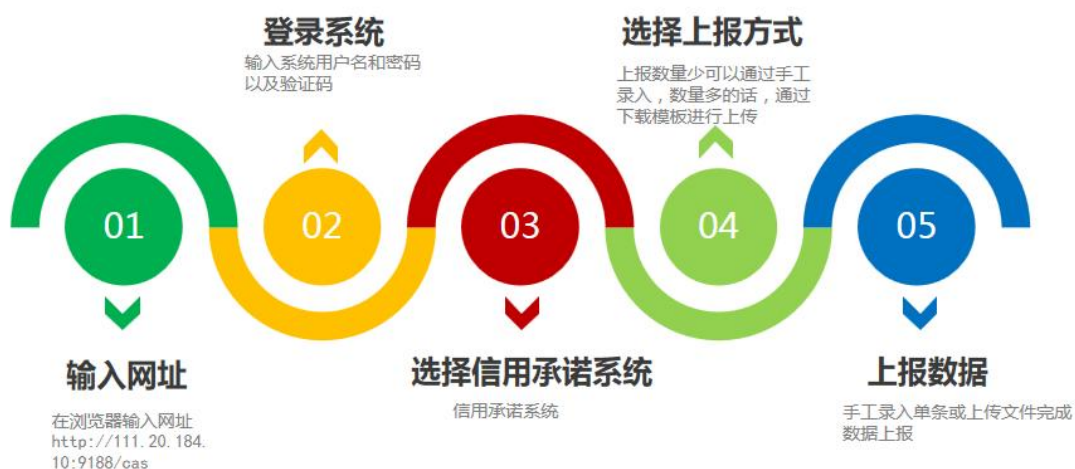 登录系统
输入系统用户名和密码
以及验证码
选择上报方式
上报数量少可以通过手工
录入，数量多的话，通过
下载模板进行上传
01
02
03
04
05
输入网址
在浏览器输入网址
http://111.20.184.
10:9188/cas
选择信用承诺系统
信用承诺系统
上报数据
手工录入单条或上传文件完成
数据上报